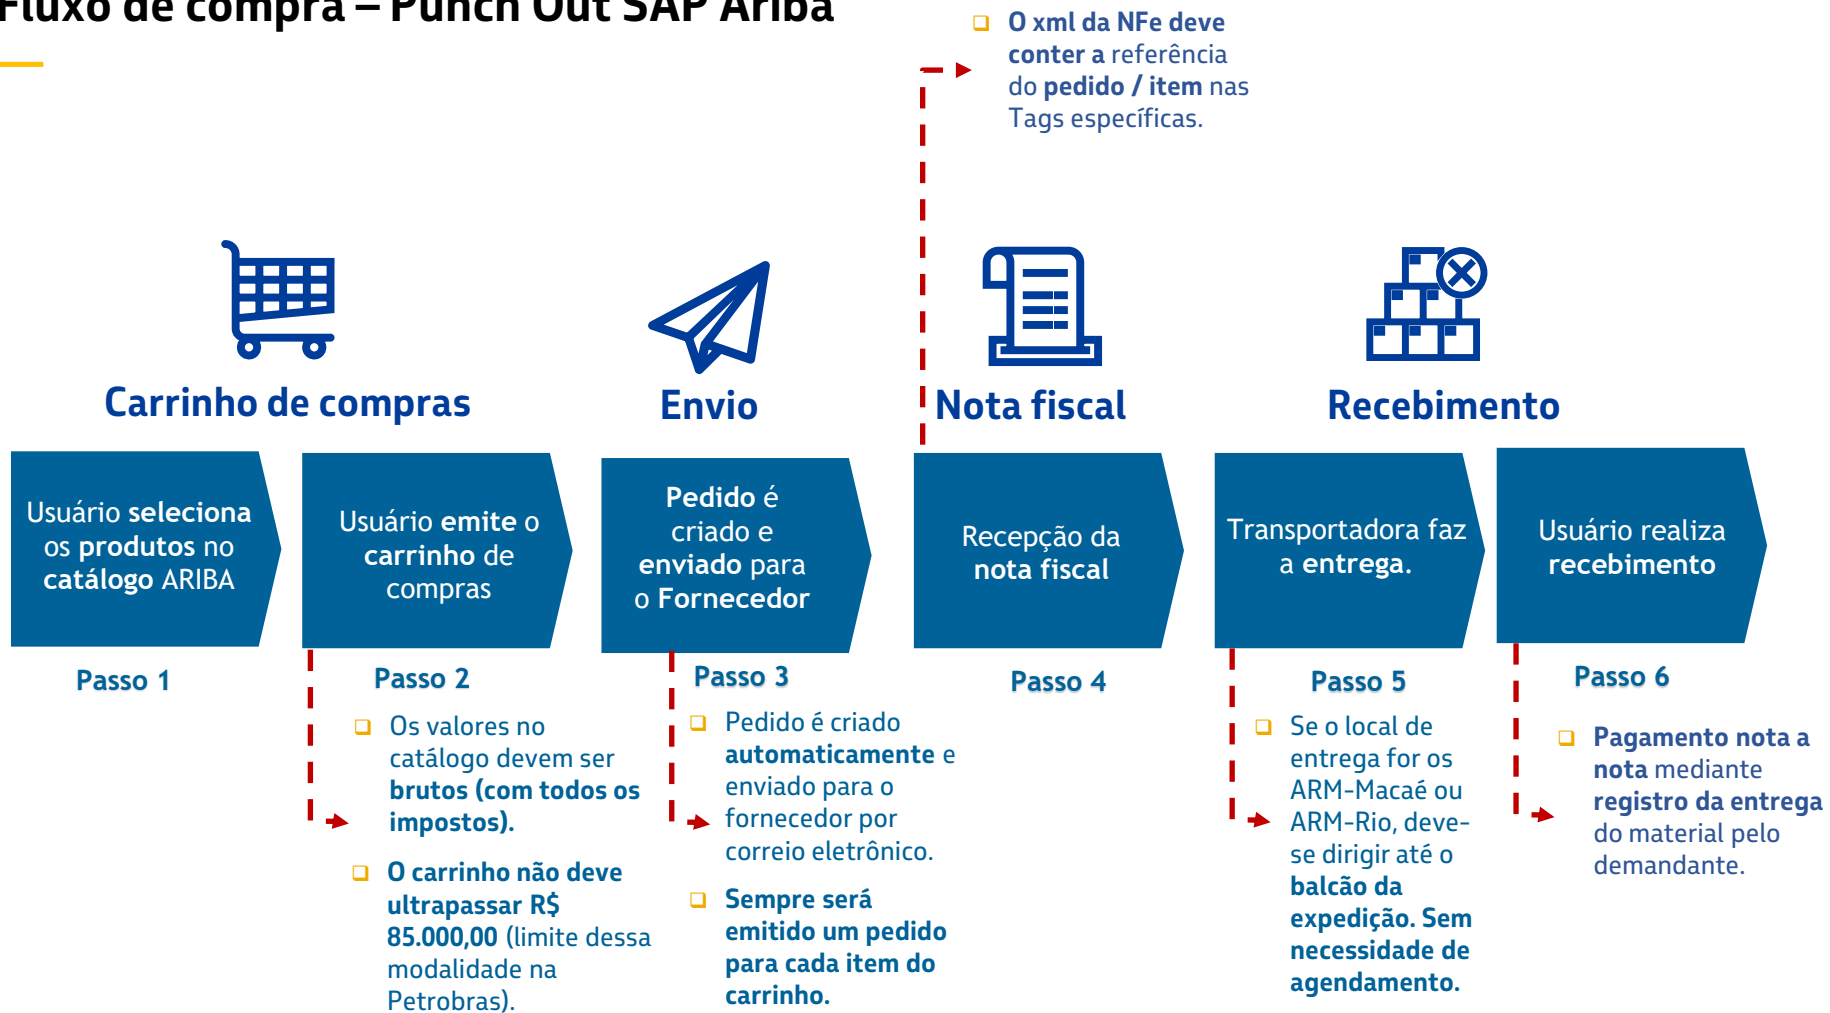 Fluxo de compra – Punch Out SAP Ariba
❑ O xml da NFe deve
conter a referência
do pedido / item nas
Tags específicas.
Carrinho de compras
Envio
Nota fiscal
Recebimento
Usuário seleciona
os produtos no
catálogo ARIBA
Passo 1
Usuário emite o
carrinho de
compras
Passo 2
❑ Os valores no
catálogo devem ser
brutos (com todos os
impostos).
❑ O carrinho não deve
ultrapassar R$
85.000,00 (limite dessa
modalidade na
Petrobras).
Pedido é
criado e
enviado para
o Fornecedor
Passo 3
❑ Pedido é criado
automaticamente e
enviado para o
fornecedor por
correio eletrônico.
❑ Sempre será
emitido um pedido
para cada item do
carrinho.
Recepção da
nota fiscal
Passo 4
Transportadora faz
a entrega.
Passo 5
❑ Se o local de
entrega for os
ARM-Macaé ou
ARM-Rio, deve-
se dirigir até o
balcão da
expedição. Sem
necessidade de
agendamento.
Usuário realiza
recebimento
Passo 6
❑ Pagamento nota a
nota mediante
registro da entrega
do material pelo
demandante.